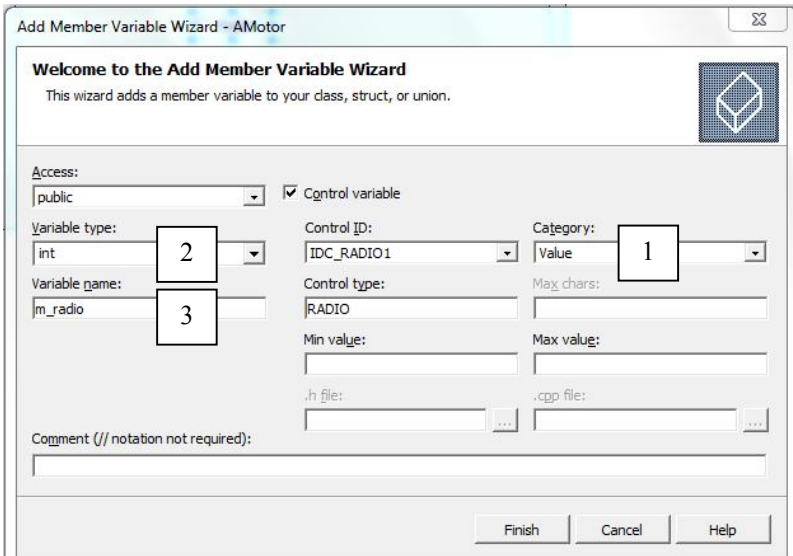 Add Member Variable Wizard - AMotor
Welcome to the Add Member Variable Wizard
This wizard adds a member variable to your class, struct, or union.
Access:
public
Control variable
Variable type:
Control ID:
Category:
int
2
IDC_RADIO1
Value
1
Variable name:
Control type:
Max chars:
m_radio
3
RADIO
Min value:
Max value:
.h file:
.cpp file:
...
...
Comment (// notation not required):
Finish
Cancel
Help